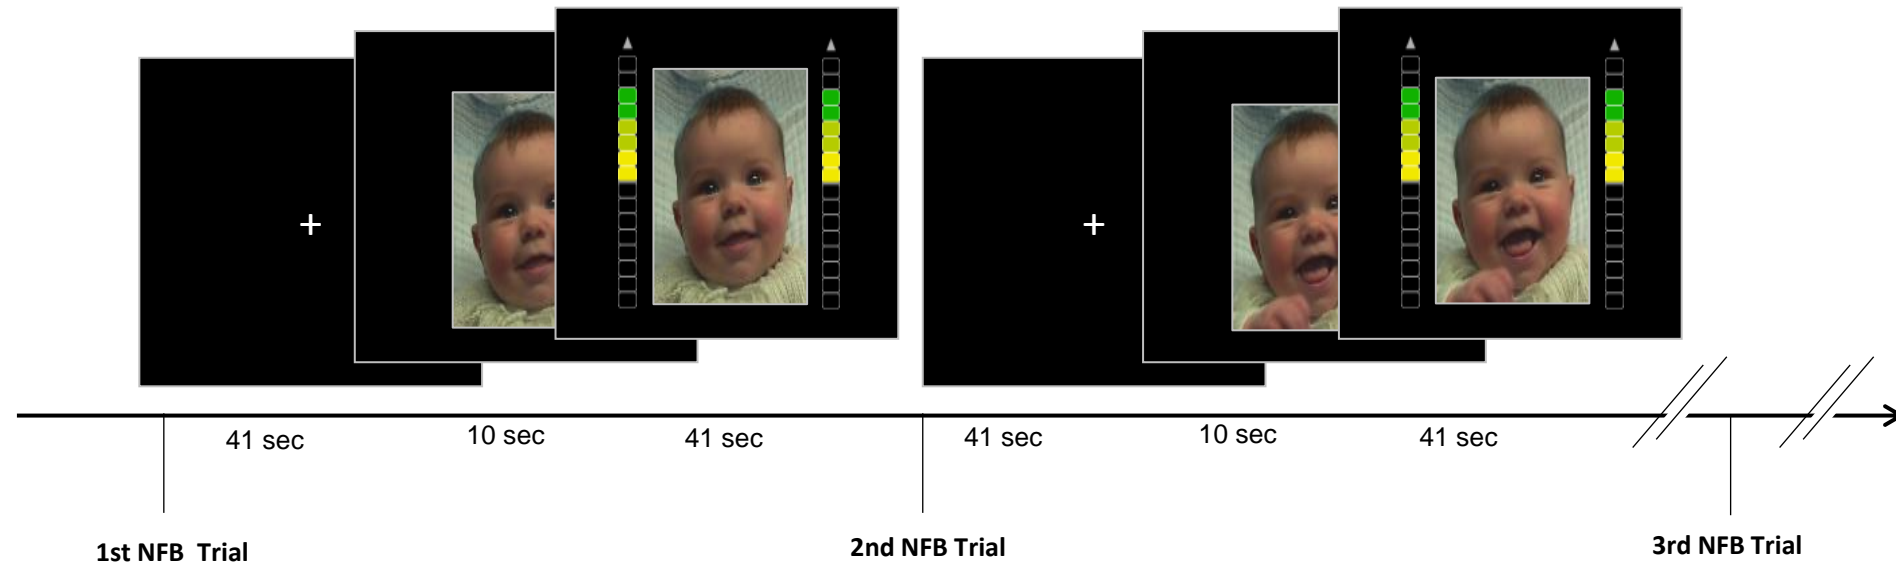 +
+
41 sec
10 sec
41 sec
41 sec
10 sec
41 sec
1st NFB Trial
2nd NFB Trial
3rd NFB Trial